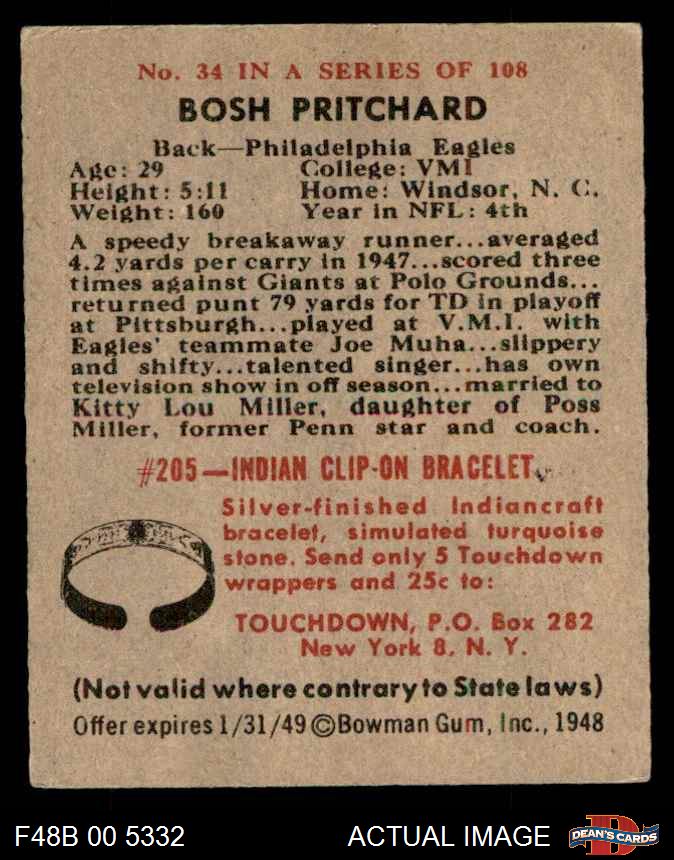 No. 34 IN A SERIES OF 108
BOSH PRITCHARD
Back—Philadelphia Eagles
Age: 29 College: VMI
Height: 5:11 Home: Windsor, N. C.
Weight: 160 Year in NFL: 4th
A speedy breakaway runner...averaged
4.2 yards per carry in 1947...scored three
times against Giants at Polo Grounds...
returned punt 79 yards for TD in playoff
at Pittsburgh...played at V.M.I. with
Eagles' teammate Joe Muha...slippery
and shifty...talented singer...has own
television show in off season...married to
Kitty Lou Miller, daughter of Poss
Miller, former Penn star and coach.
#205—INDIAN CLIP-ON BRACELET
Silver-finished Indiancraft
bracelet, simulated turquoise
stone. Send only 5 Touchdown
wrappers and 25c to:
TOUCHDOWN, P.O. Box 282
New York 8, N. Y.
(Not valid where contrary to State laws)
Offer expires 1/31/49 ©Bowman Gum, Inc., 1948
F48B 00 5332 ACTUAL IMAGE
DEAN'S CARDS